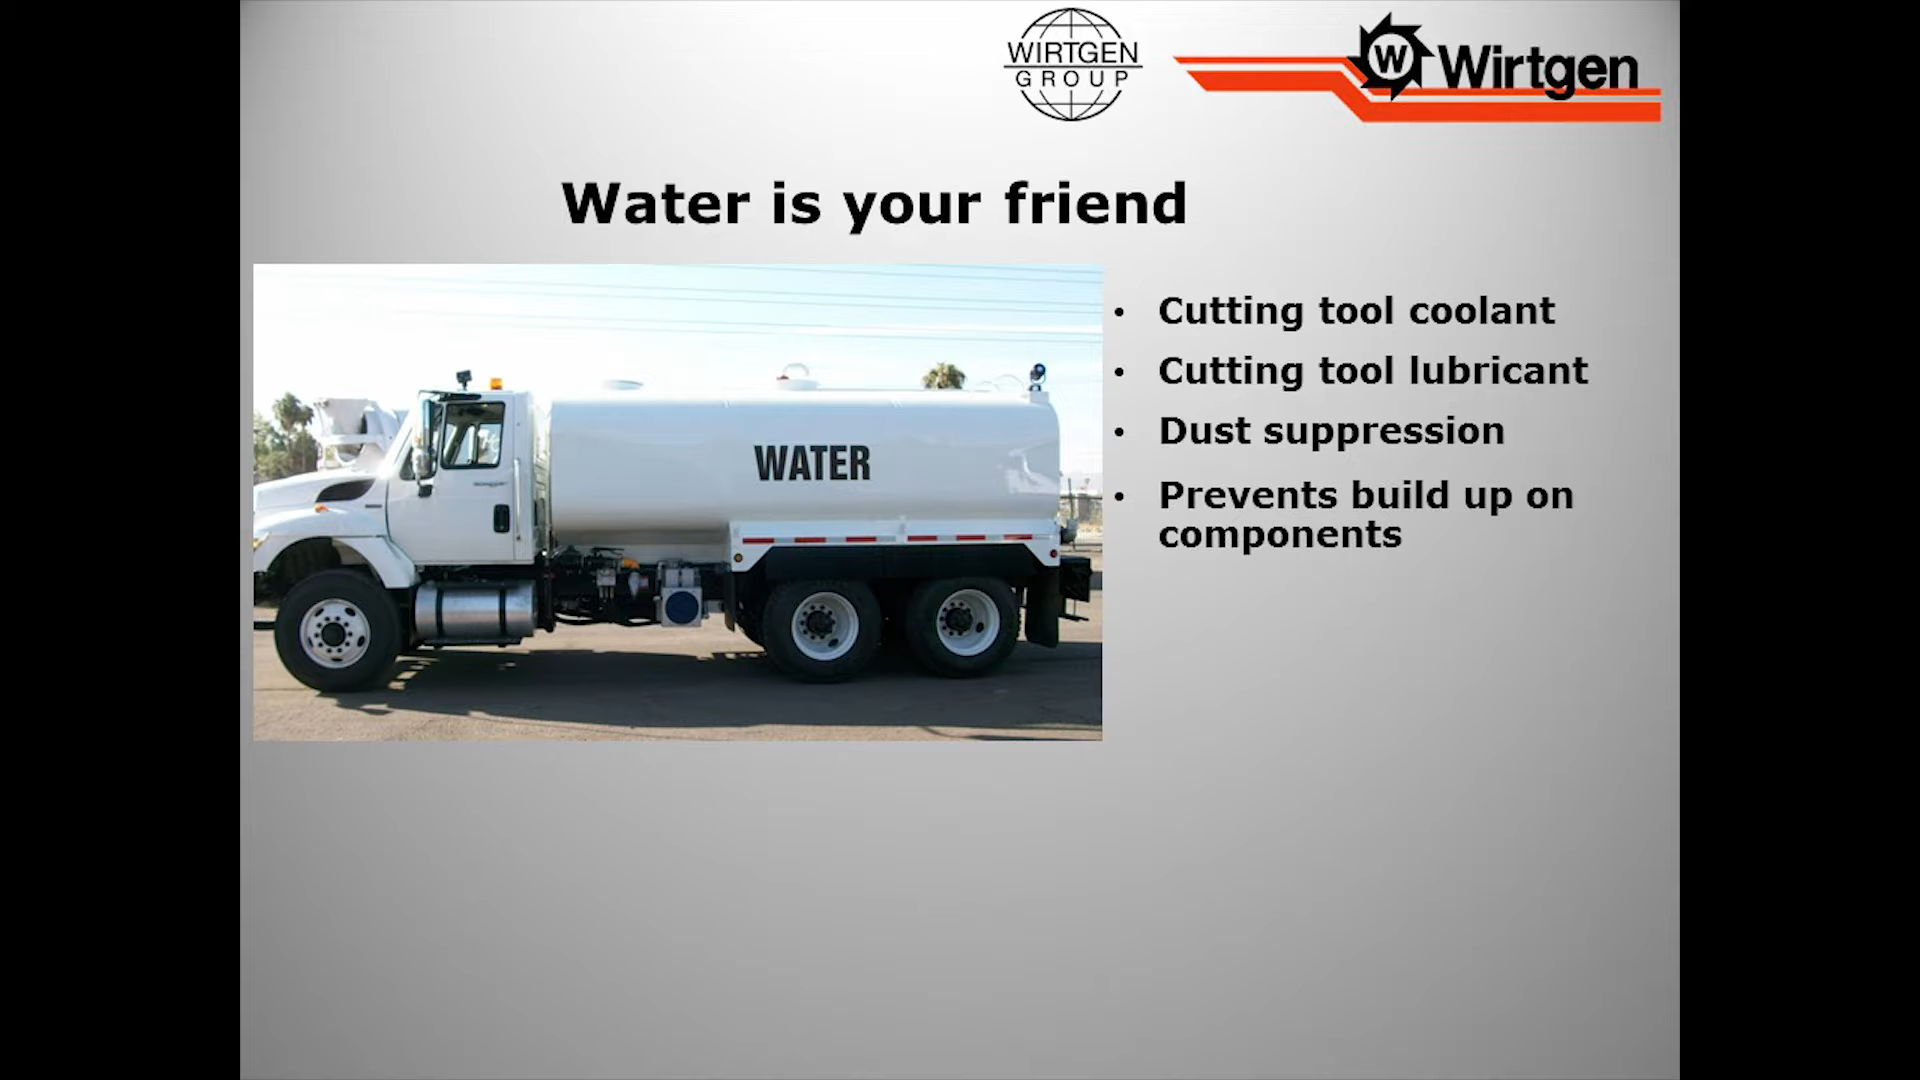 WIRTGEN
GROUP
W
Wirtgen
Water is your friend
WATER
• Cutting tool coolant
• Cutting tool lubricant
• Dust suppression
• Prevents build up on
components